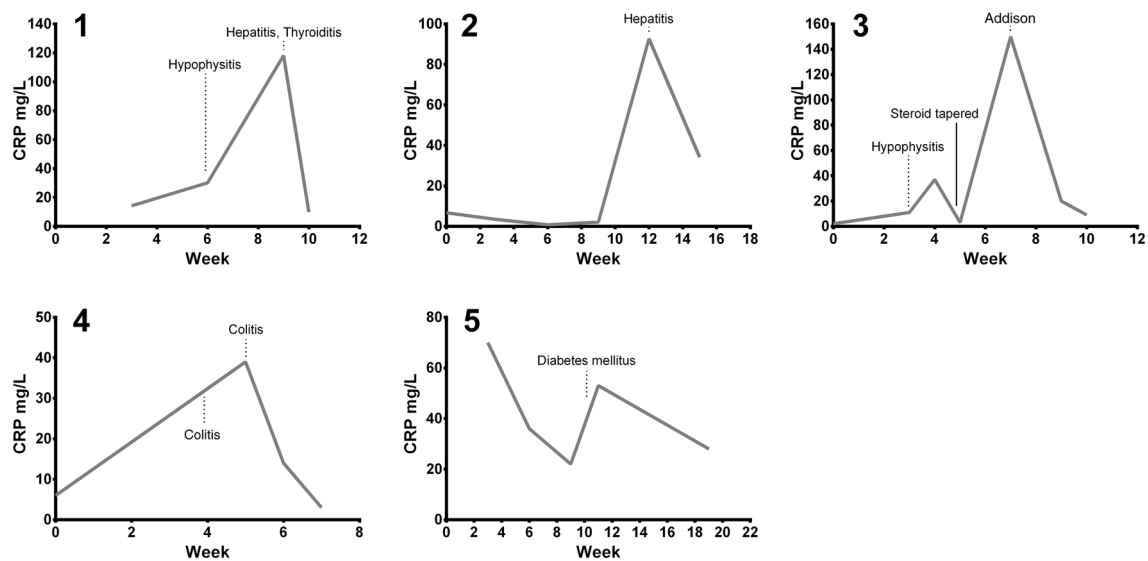 1
140
120
100
80
60
40
20
0
CRP mg/L
Hypophysitis
Hepatitis, Thyroiditis
0 2 4 6 8 10 12
Week
2
100
80
60
40
20
0
CRP mg/L
Hepatitis
0 2 4 6 8 10 12 14 16 18
Week
3
160
140
120
100
80
60
40
20
0
CRP mg/L
Addison
Steroid tapered
Hypophysitis
0 2 4 6 8 10 12
Week
4
50
40
30
20
10
0
CRP mg/L
Colitis
Colitis
0 2 4 6 8
Week
5
80
60
40
20
0
CRP mg/L
Diabetes mellitus
0 2 4 6 8 10 12 14 16 18 20 22
Week